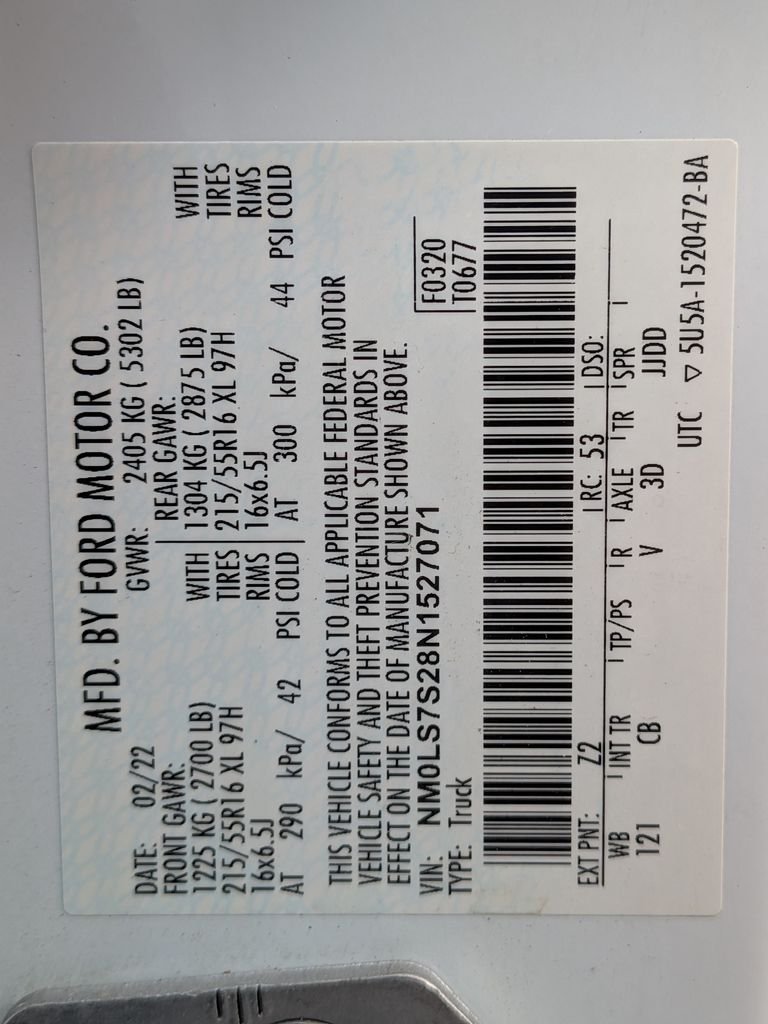 MFD. BY FORD MOTOR CO.
DATE: 02/22 GVWR: 2405 KG ( 5302 LB)
FRONT GAWR: REAR GAWR:
1225 KG ( 2700 LB) WITH 1304 KG ( 2875 LB) WITH
215/55R16 XL 97H TIRES 215/55R16 XL 97H TIRES
16x6.5J RIMS 16x6.5J RIMS
AT 290 kPa/ 42 PSI COLD AT 300 kPa/ 44 PSI COLD
THIS VEHICLE CONFORMS TO ALL APPLICABLE FEDERAL MOTOR
VEHICLE SAFETY AND THEFT PREVENTION STANDARDS IN
EFFECT ON THE DATE OF MANUFACTURE SHOWN ABOVE.
VIN: NM0LS7S28N1527071 F0320
TYPE: Truck T0677
EXT PNT: Z2 RC: 53 DSO:
WB INT TR TP/PS R AXLE TR SPR
121 CB V 3D JJDD
UTC ▽ 5U5A-1520472-BA